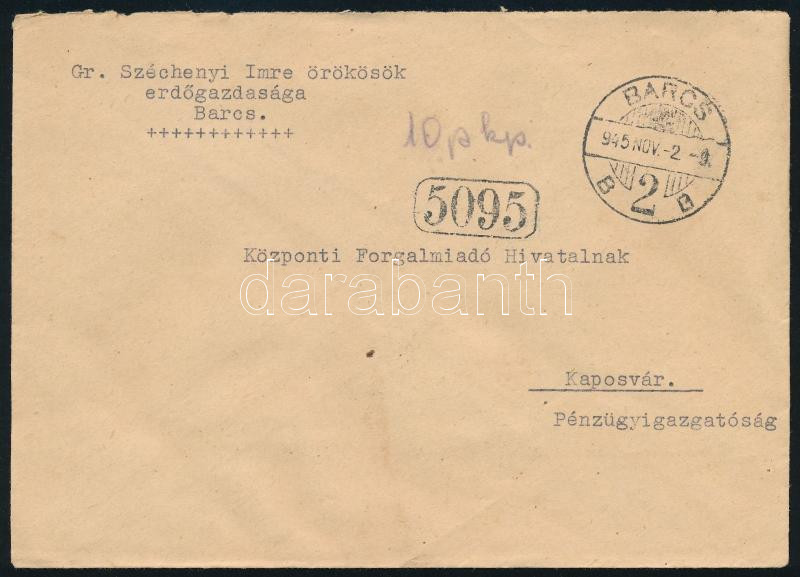 Gr. Széchenyi Imre örökösök
erdőgazdasága
Barcs.
++++++++++++
10 p kp.
BARCS
945 NOV.-2.-9.
B 2 B
5095
Központi Forgalmiadó Hivatalnak
darabanth
Kaposvár.
Pénzügyigazgatóság